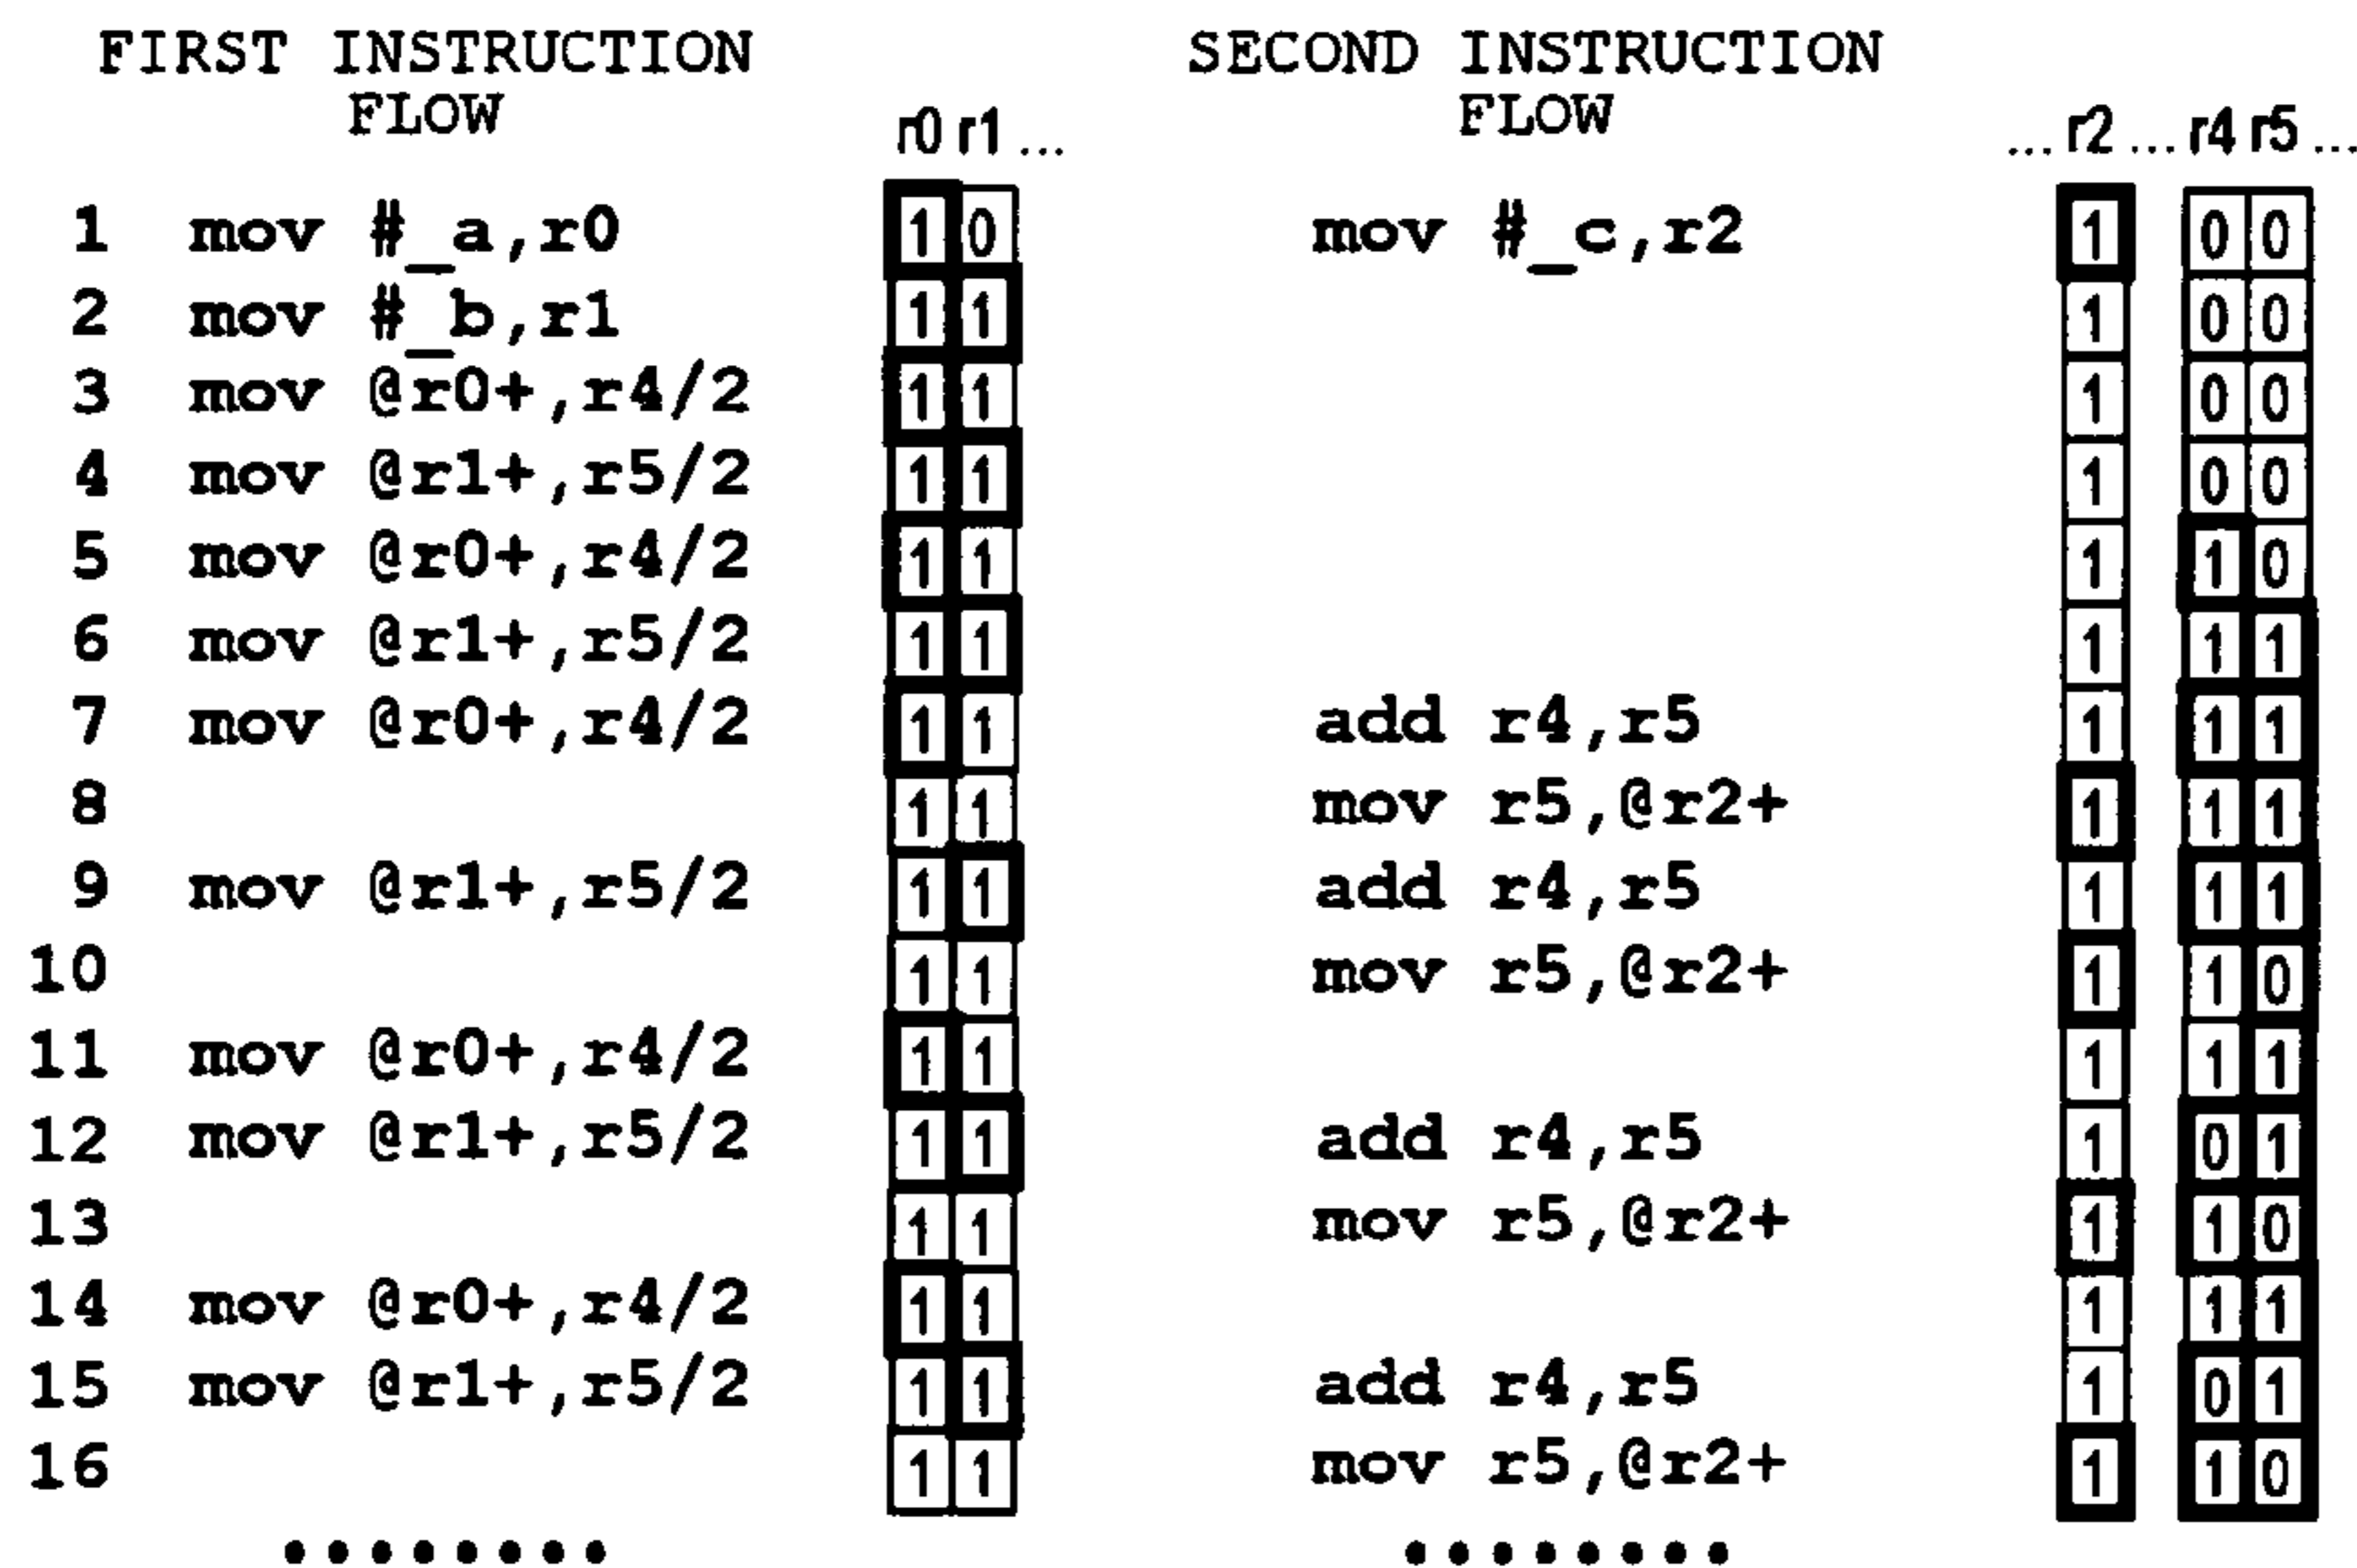 FIRST INSTRUCTION SECOND INSTRUCTION
FLOW r0 r1 ... FLOW ... r2 ... r4 r5 ...
1 mov #_a,r0 1 0 mov #_c,r2 1 0 0
2 mov #_b,r1 1 1 1 0 0
3 mov @r0+,r4/2 1 1 1 0 0
4 mov @r1+,r5/2 1 1 1 0 0
5 mov @r0+,r4/2 1 1 1 1 0
6 mov @r1+,r5/2 1 1 1 1 1
7 mov @r0+,r4/2 1 1 add r4,r5 1 1 1
8 1 1 mov r5,@r2+ 1 1 1
9 mov @r1+,r5/2 1 1 add r4,r5 1 1 1
10 1 1 mov r5,@r2+ 1 1 0
11 mov @r0+,r4/2 1 1 1 1 1
12 mov @r1+,r5/2 1 1 add r4,r5 1 0 1
13 1 1 mov r5,@r2+ 1 1 0
14 mov @r0+,r4/2 1 1 1 1 1
15 mov @r1+,r5/2 1 1 add r4,r5 1 0 1
16 1 1 mov r5,@r2+ 1 1 0
........ ........